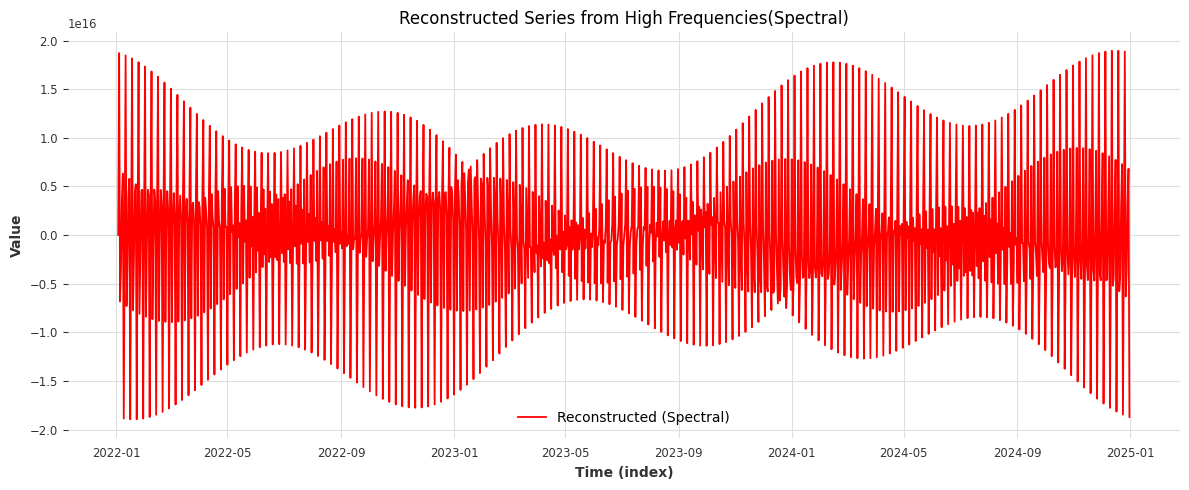 Reconstructed Series from High Frequencies(Spectral)
1e16
2.0
1.5
1.0
0.5
0.0
−0.5
−1.0
−1.5
−2.0
Value
Reconstructed (Spectral)
2022-01 2022-05 2022-09 2023-01 2023-05 2023-09 2024-01 2024-05 2024-09 2025-01
Time (index)